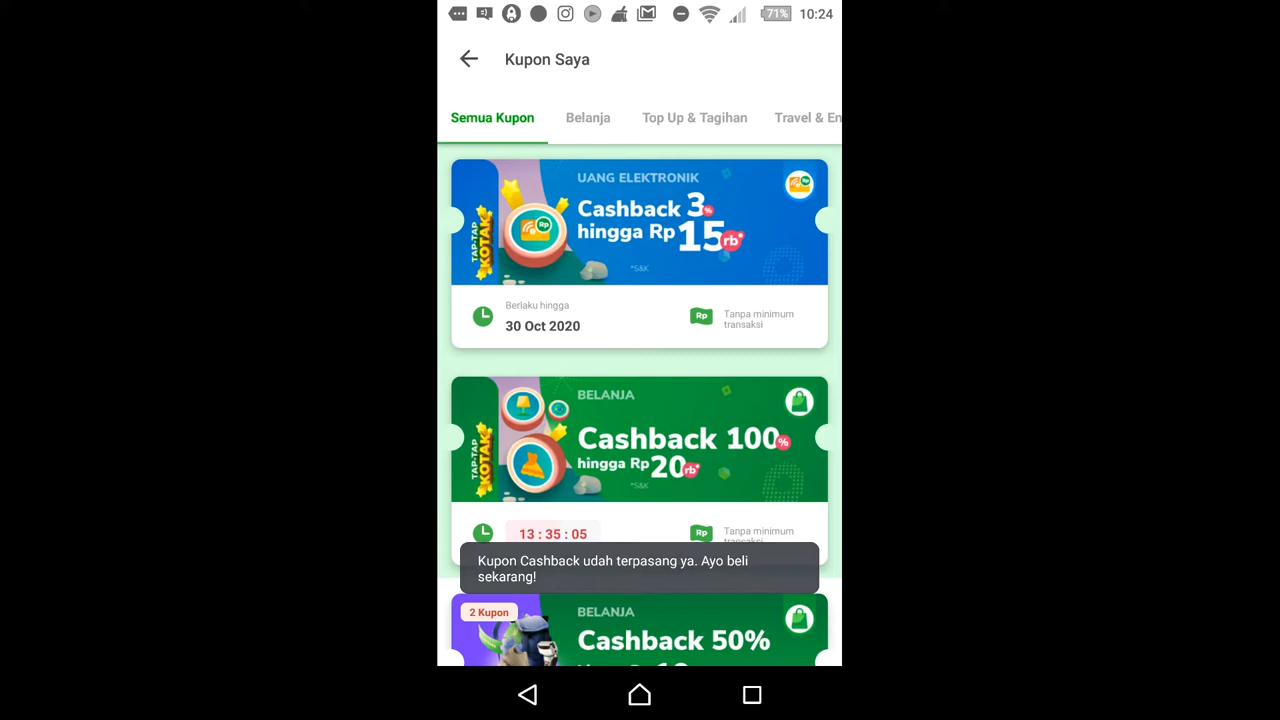 71% 10:24
Kupon Saya
Semua Kupon Belanja Top Up & Tagihan Travel & En
UANG ELEKTRONIK
Cashback 3%
hingga Rp 15rb*
*S&K
TAP-TAP
KOTAK
Rp
Berlaku hingga
30 Oct 2020
Rp
Tanpa minimum
transaksi
BELANJA
Cashback 100%
hingga Rp 20rb*
*S&K
TAP-TAP
KOTAK
13 : 35 : 05
Rp
Tanpa minimum
transaksi
Kupon Cashback udah terpasang ya. Ayo beli
sekarang!
2 Kupon
BELANJA
Cashback 50%